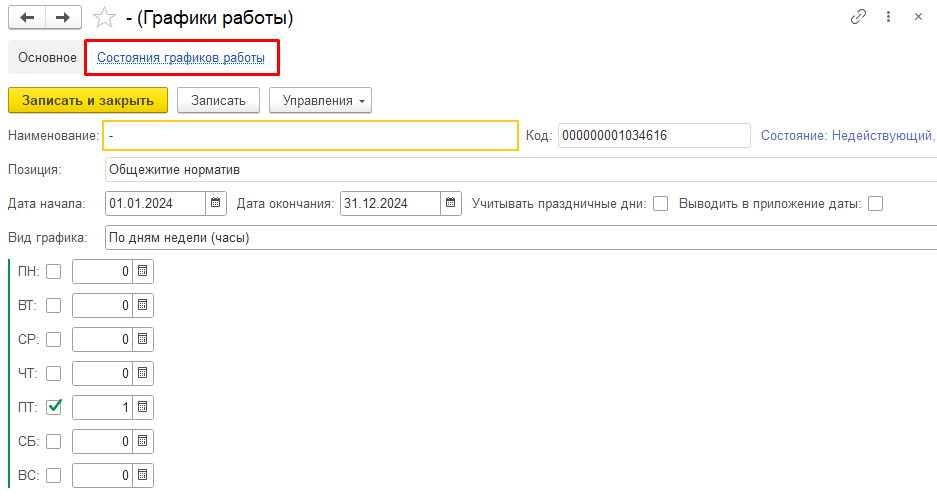 - (Графики работы)
Основное Состояния графиков работы
Записать и закрыть Записать Управления
Наименование: - Код: 000000001034616 Состояние: Недействующий,
Позиция: Общежитие норматив
Дата начала: 01.01.2024 Дата окончания: 31.12.2024 Учитывать праздничные дни: Выводить в приложение даты:
Вид графика: По дням недели (часы)
ПН: 0
ВТ: 0
СР: 0
ЧТ: 0
ПТ: 1
СБ: 0
ВС: 0